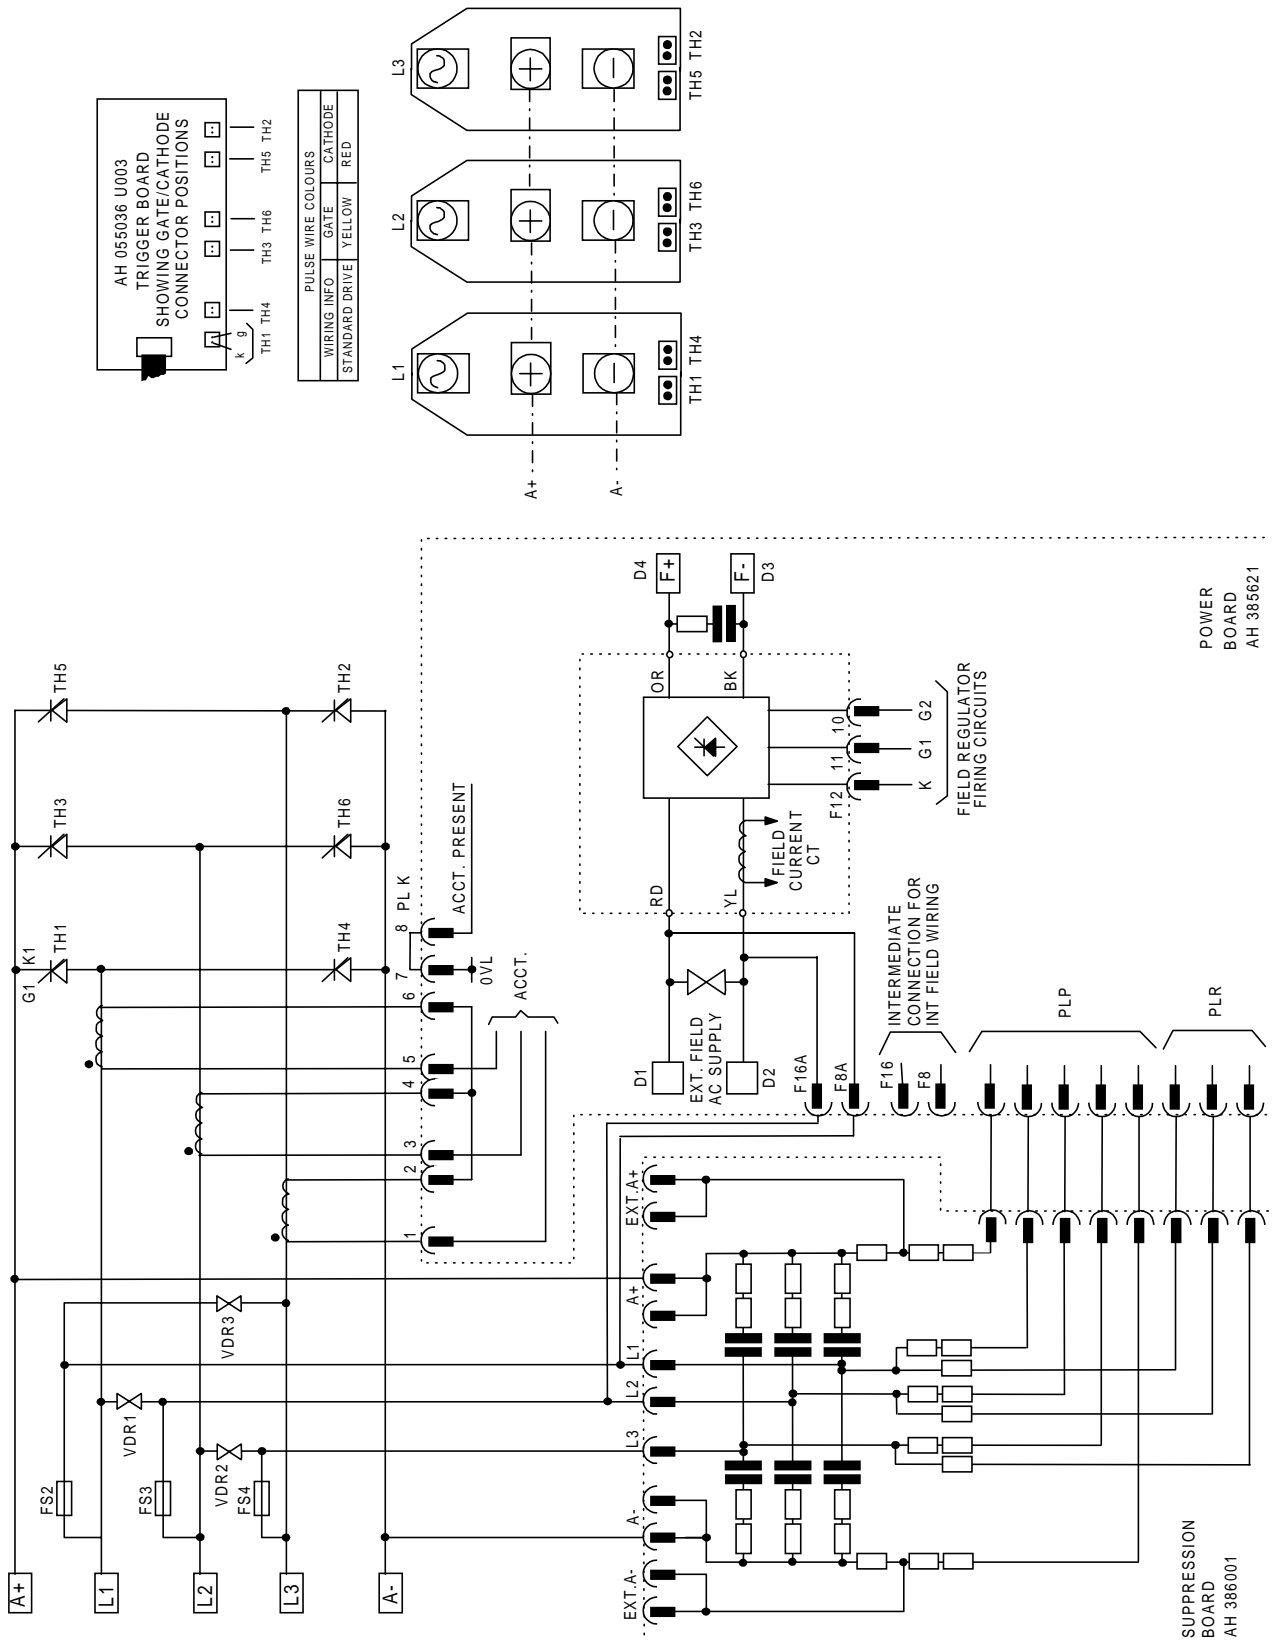 AH 055036 U003
TRIGGER BOARD
SHOWING GATE/CATHODE
CONNECTOR POSITIONS
k g
TH1 TH4
TH3 TH6
TH5 TH2
PULSE WIRE COLOURS
WIRING INFO GATE CATHODE
STANDARD DRIVE YELLOW RED
L1
L2
L3
TH1 TH4
TH3 TH6
TH5 TH2
A+
A-
A+
L1
L2
L3
A-
FS2
FS3
FS4
VDR1
VDR2
VDR3
G1 K1
TH1
TH3
TH5
TH4
TH6
TH2
1
2
3
4
5
6
7
8
PL K
0VL
ACCT. PRESENT
ACCT.
EXT.A-
A-
L3
L2
L1
A+
EXT.A+
D1
EXT. FIELD
AC SUPPLY
D2
RD
YL
FIELD
CURRENT
CT
OR
BK
D4
F+
F-
D3
F12
11
10
K
G1
G2
FIELD REGULATOR
FIRING CIRCUITS
F16A
F8A
F16
F8
INTERMEDIATE
CONNECTION FOR
INT FIELD WIRING
PLP
PLR
POWER
BOARD
AH 385621
SUPPRESSION
BOARD
AH 386001